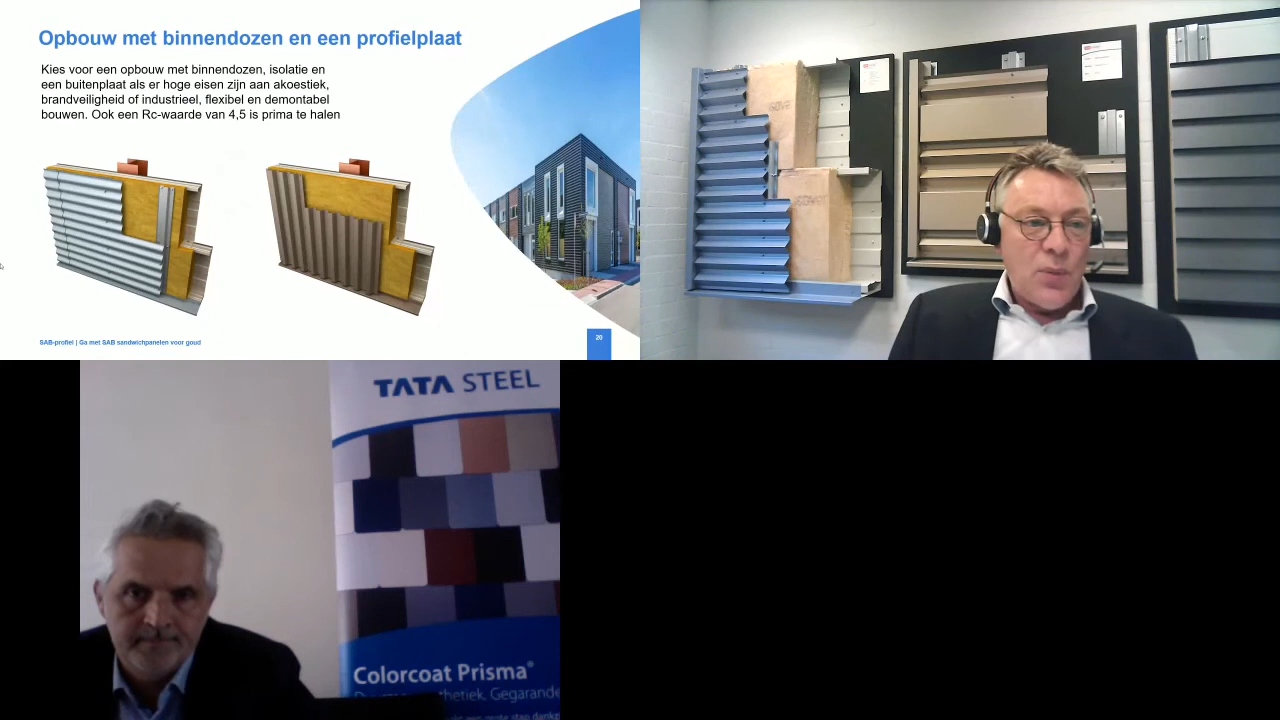 Opbouw met binnendozen en een profielplaat
Kies voor een opbouw met binnendozen, isolatie en
een buitenplaat als er hoge eisen zijn aan akoestiek,
brandveiligheid of industrieel, flexibel en demontabel
bouwen. Ook een Rc-waarde van 4,5 is prima te halen
SAB-profiel | Ga met SAB sandwichpanelen voor goud
20
TATA STEEL
Colorcoat Prisma®
Gegarande